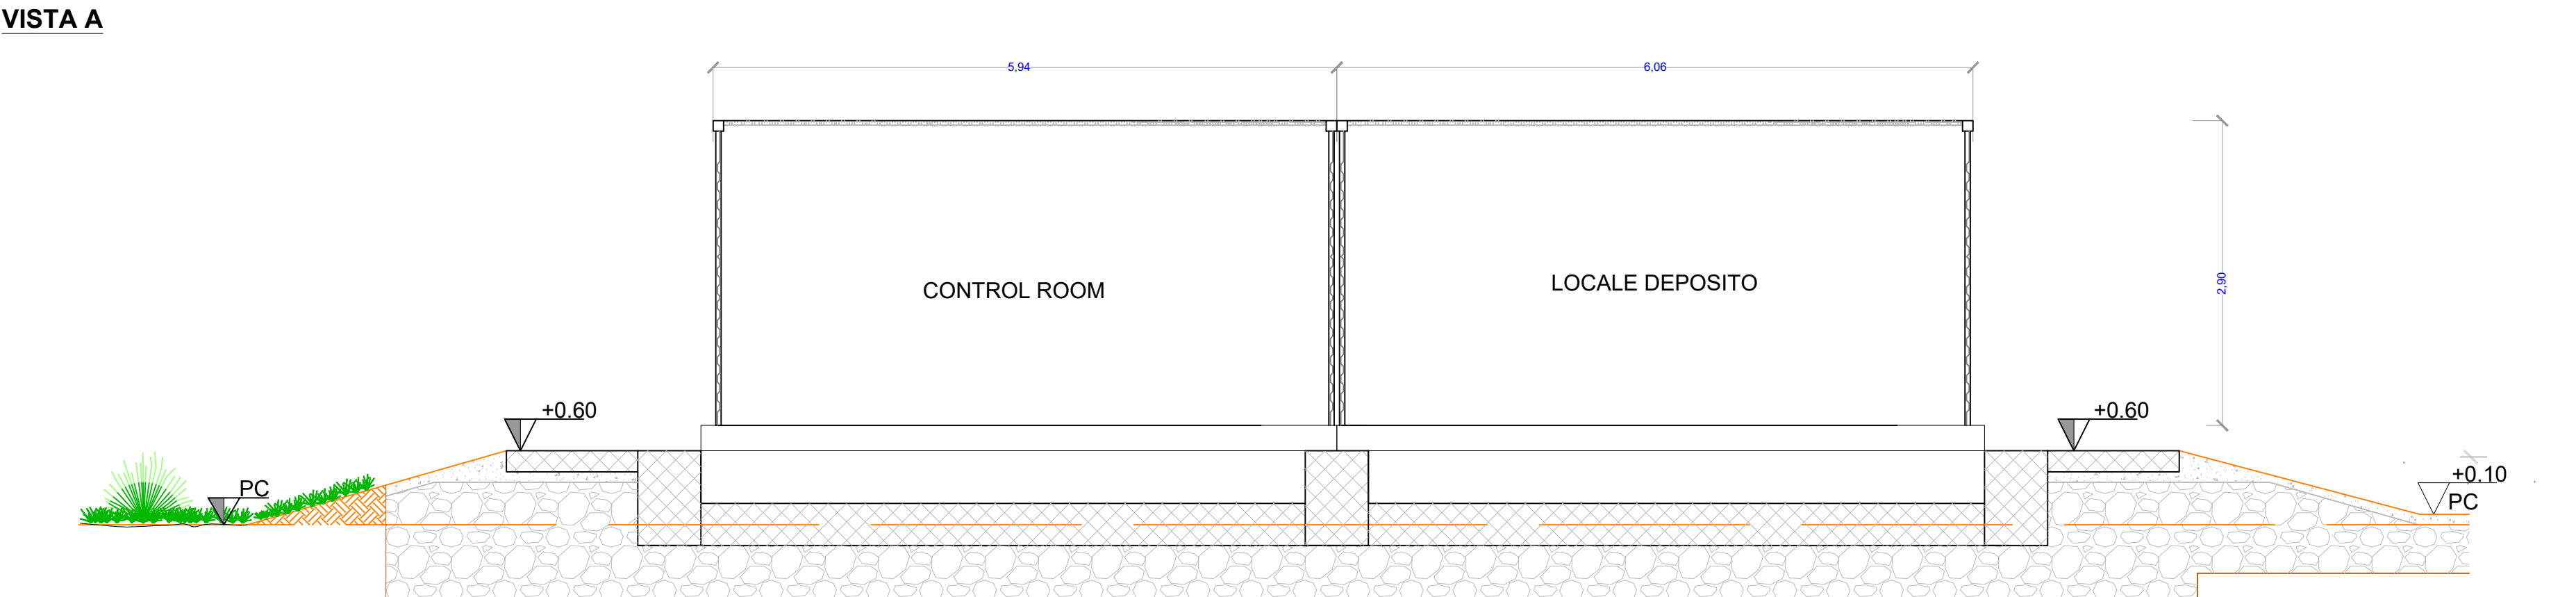 VISTA A
5,94
6,06
CONTROL ROOM
LOCALE DEPOSITO
2,90
+0.60
+0.60
+0.10
PC
PC